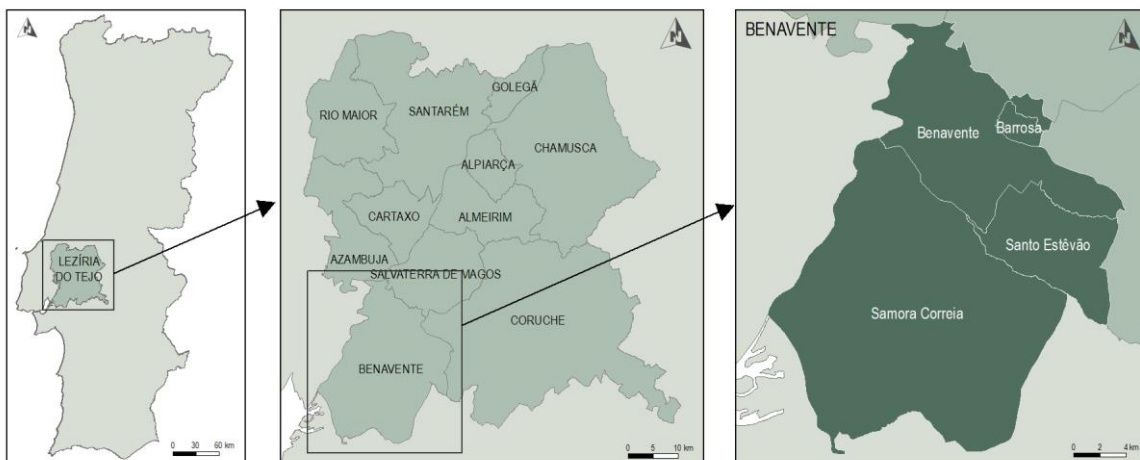 N
LEZÍRIA
DO TEJO
0 30 60 km
N
GOLEGÃ
RIO MAIOR
SANTARÉM
CHAMUSCA
ALPIARÇA
CARTAXO
ALMEIRIM
AZAMBUJA
SALVATERRA DE MAGOS
CORUCHE
BENAVENTE
0 5 10 km
BENAVENTE
N
Benavente
Barrosa
Santo Estêvão
Samora Correia
0 2 4 km